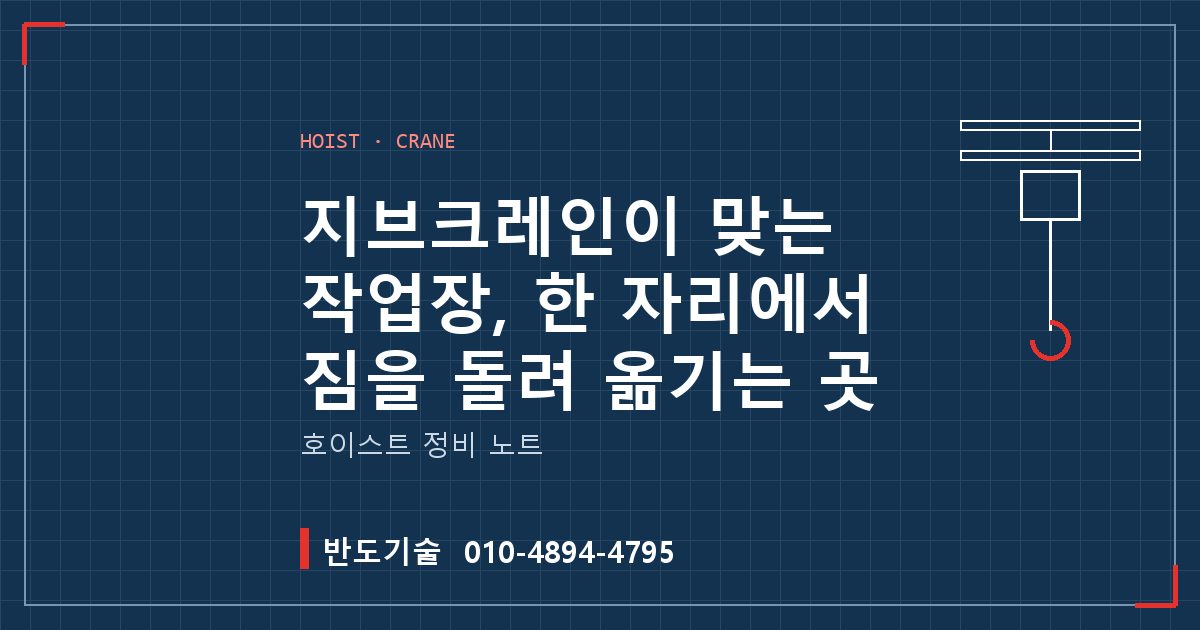 HOIST · CRANE
지브크레인이 맞는
작업장, 한 자리에서
짐을 돌려 옮기는 곳
호이스트 정비 노트
반도기술 010-4894-4795